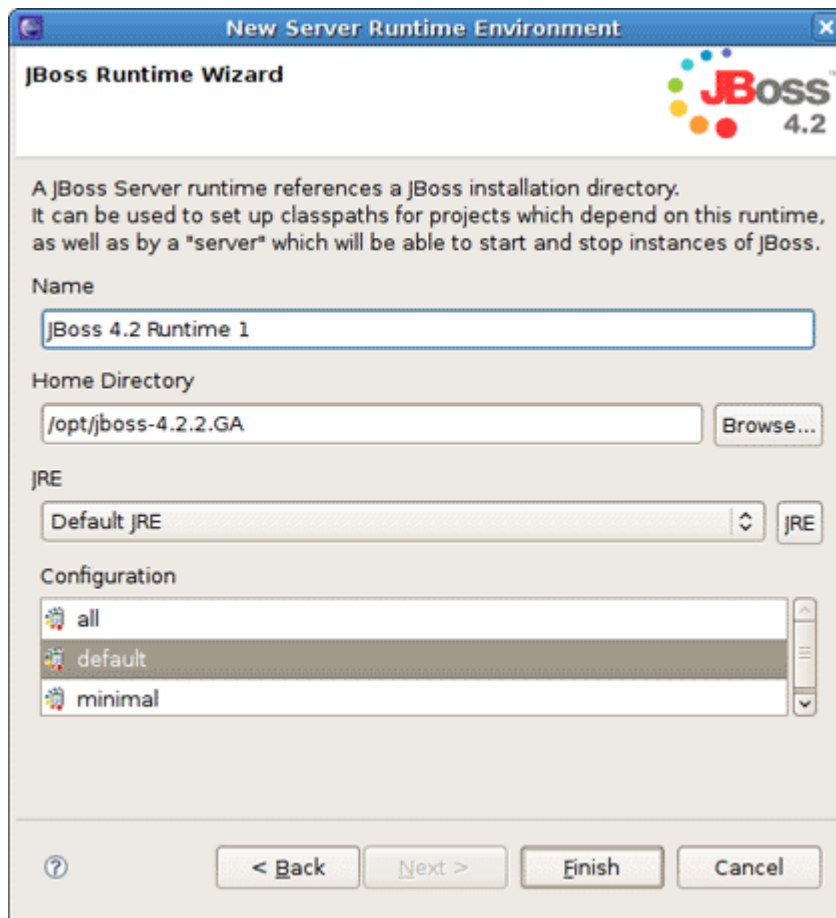 New Server Runtime Environment
JBoss Runtime Wizard
JBoss™
4.2
A JBoss Server runtime references a JBoss installation directory.
It can be used to set up classpaths for projects which depend on this runtime,
as well as by a "server" which will be able to start and stop instances of JBoss.
Name
JBoss 4.2 Runtime 1
Home Directory
/opt/jboss-4.2.2.GA
Browse...
JRE
Default JRE
JRE
Configuration
all
default
minimal
?
< Back
Next >
Finish
Cancel